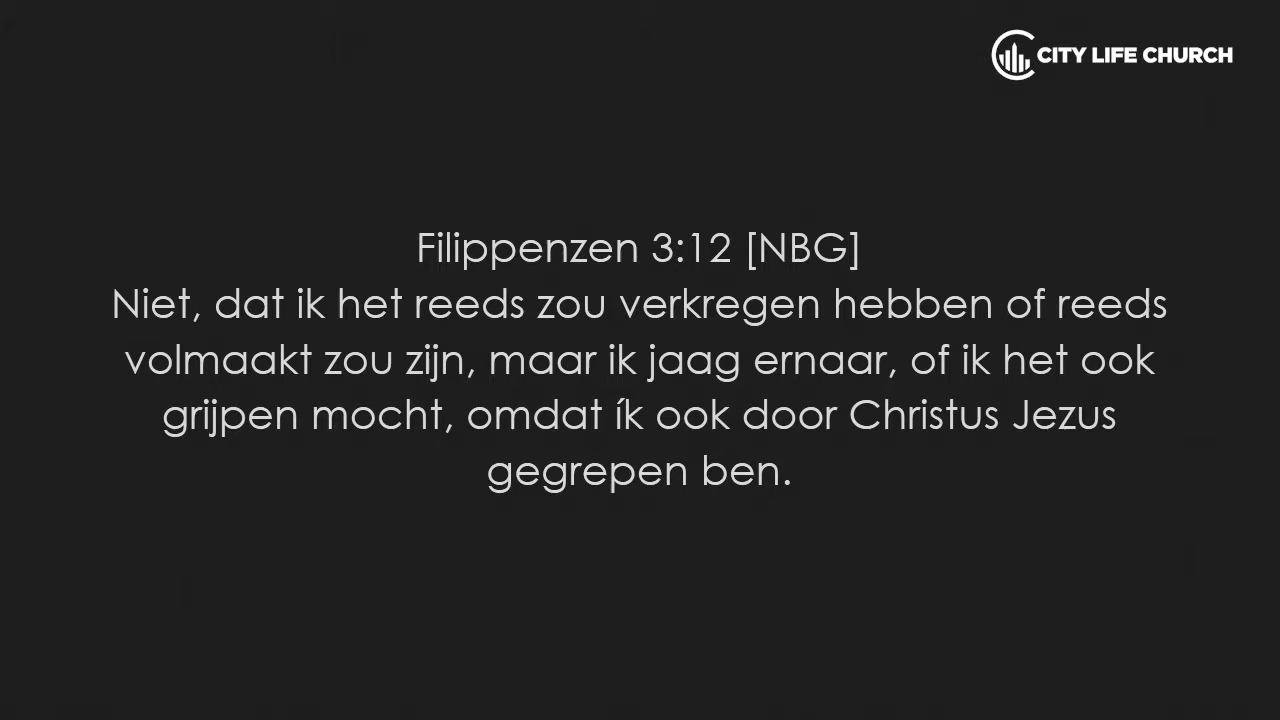 CITY LIFE CHURCH
Filippenzen 3:12 [NBG]
Niet, dat ik het reeds zou verkregen hebben of reeds
volmaakt zou zijn, maar ik jaag ernaar, of ik het ook
grijpen mocht, omdat ík ook door Christus Jezus
gegrepen ben.